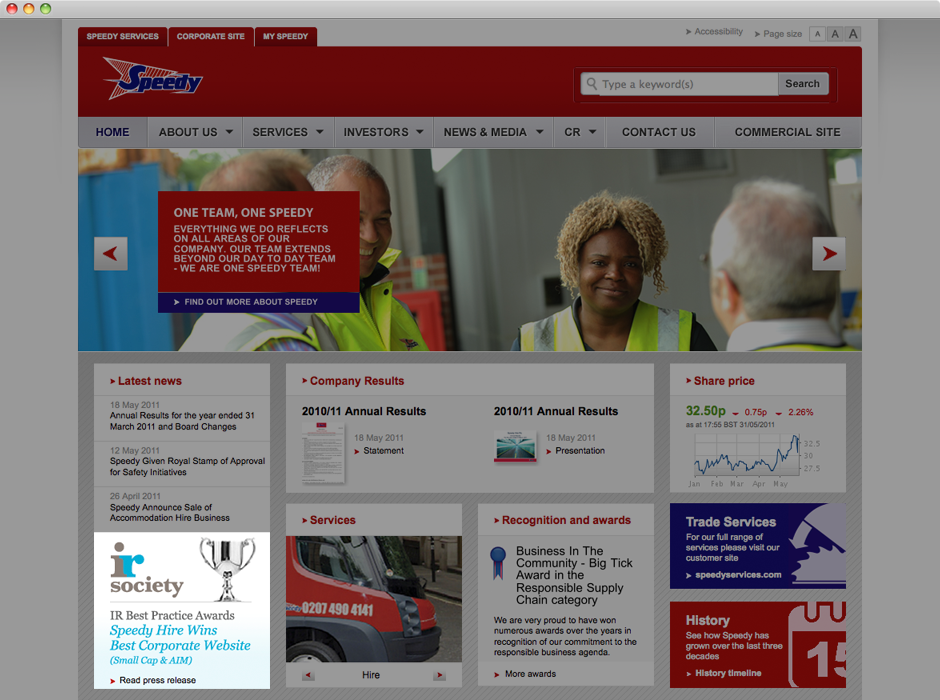 SPEEDY SERVICES
CORPORATE SITE
MY SPEEDY
Accessibility
Page size
A A A
Speedy
Type a keyword(s)
Search
HOME
ABOUT US
SERVICES
INVESTORS
NEWS & MEDIA
CR
CONTACT US
COMMERCIAL SITE
ONE TEAM, ONE SPEEDY
EVERYTHING WE DO REFLECTS
ON ALL AREAS OF OUR
COMPANY. OUR TEAM EXTENDS
BEYOND OUR DAY TO DAY TEAM
- WE ARE ONE SPEEDY TEAM!
FIND OUT MORE ABOUT SPEEDY
Latest news
18 May 2011
Annual Results for the year ended 31
March 2011 and Board Changes
12 May 2011
Speedy Given Royal Stamp of Approval
for Safety Initiatives
26 April 2011
Speedy Announce Sale of
Accommodation Hire Business
ir
society
IR Best Practice Awards
Speedy Hire Wins
Best Corporate Website
(Small Cap & AIM)
Read press release
Company Results
2010/11 Annual Results
18 May 2011
Statement
2010/11 Annual Results
18 May 2011
Presentation
Services
0207 490 4141
Hire
Recognition and awards
Business In The
Community - Big Tick
Award in the
Responsible Supply
Chain category
We are very proud to have won
numerous awards over the years in
recognition of our commitment to the
responsible business agenda.
More awards
Share price
32.50p 0.75p 2.26%
as at 17:55 BST 31/05/2011
32.5
30
27.5
Jan Feb Mar Apr May
Trade Services
For our full range of
services please visit our
customer site
speedyservices.com
History
See how Speedy has
grown over the last three
decades
History timeline
15